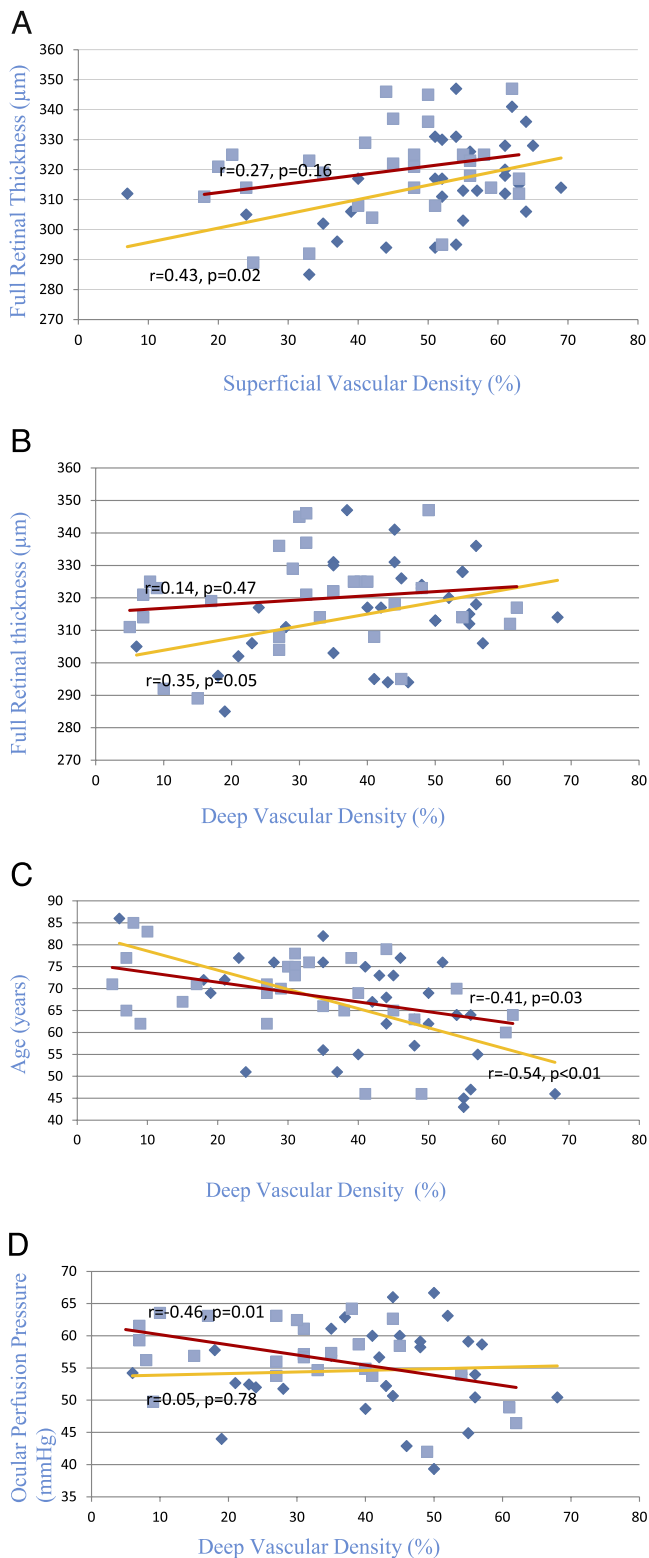 A
360
350
340
330
320
310
300
290
280
270
Full Retinal Thickness (µm)
r=0.27, p=0.16
r=0.43, p=0.02
0 10 20 30 40 50 60 70 80
Superficial Vascular Density (%)
B
360
350
340
330
320
310
300
290
280
270
Full Retinal thickness (µm)
r=0.14, p=0.47
r=0.35, p=0.05
0 10 20 30 40 50 60 70 80
Deep Vascular Density (%)
C
90
85
80
75
70
65
60
55
50
45
40
Age (years)
r=-0.41, p=0.03
r=-0.54, p<0.01
0 10 20 30 40 50 60 70 80
Deep Vascular Density (%)
D
70
65
60
55
50
45
40
35
Ocular Perfusion Pressure
(mmHg)
r=-0.46, p=0.01
r=0.05, p=0.78
0 10 20 30 40 50 60 70 80
Deep Vascular Density (%)